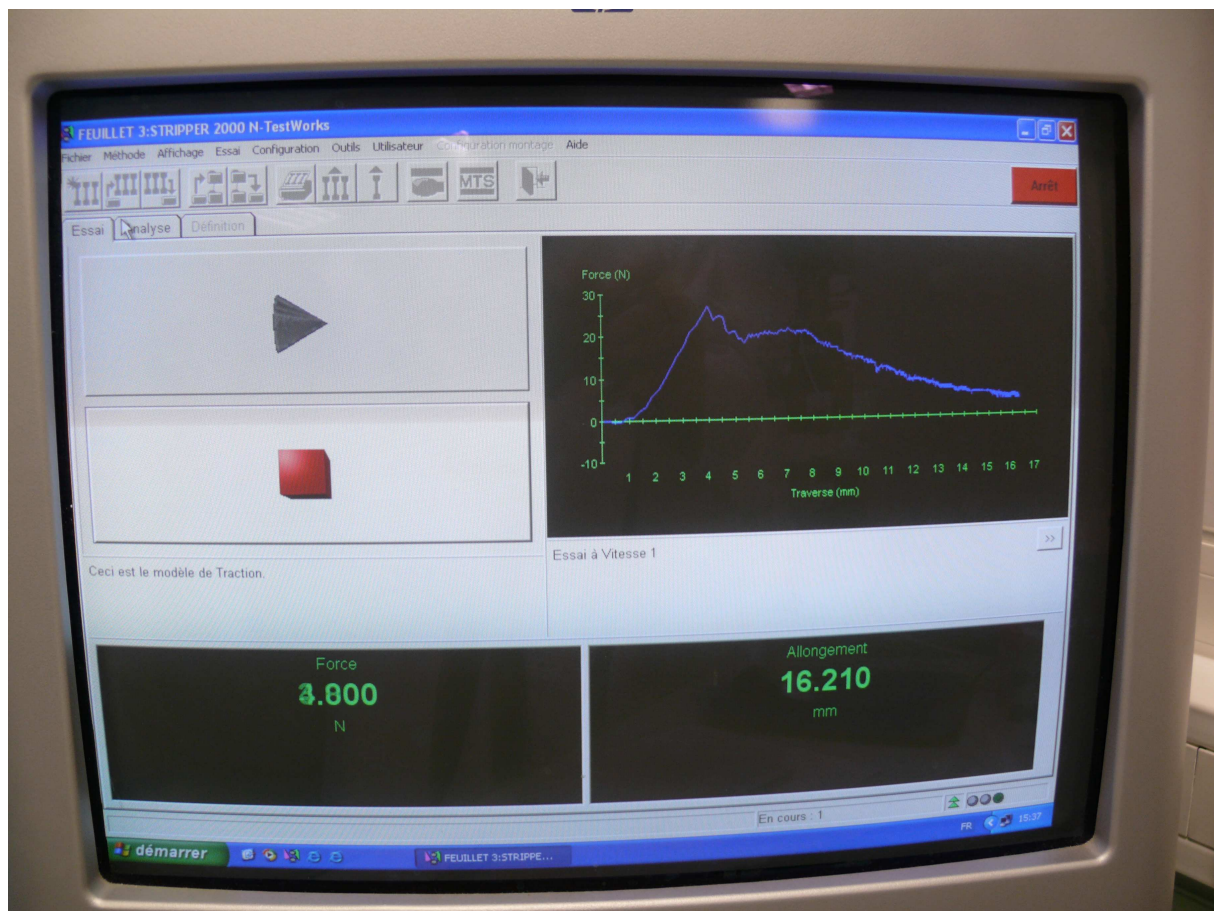 FEUILLET 3:STRIPPER 2000 N-TestWorks
Fichier Méthode Affichage Essai Configuration Outils Utilisateur Configuration montage Aide
MTS
Arrêt
Essai Analyse Définition
Force (N)
30
20
10
0
-10
1 2 3 4 5 6 7 8 9 10 11 12 13 14 15 16 17
Traverse (mm)
Essai à Vitesse 1
>>
Ceci est le modèle de Traction.
Force
N
Allongement
16.210
mm
En cours : 1
démarrer
FEUILLET 3:STRIPPE...
FR
15:37